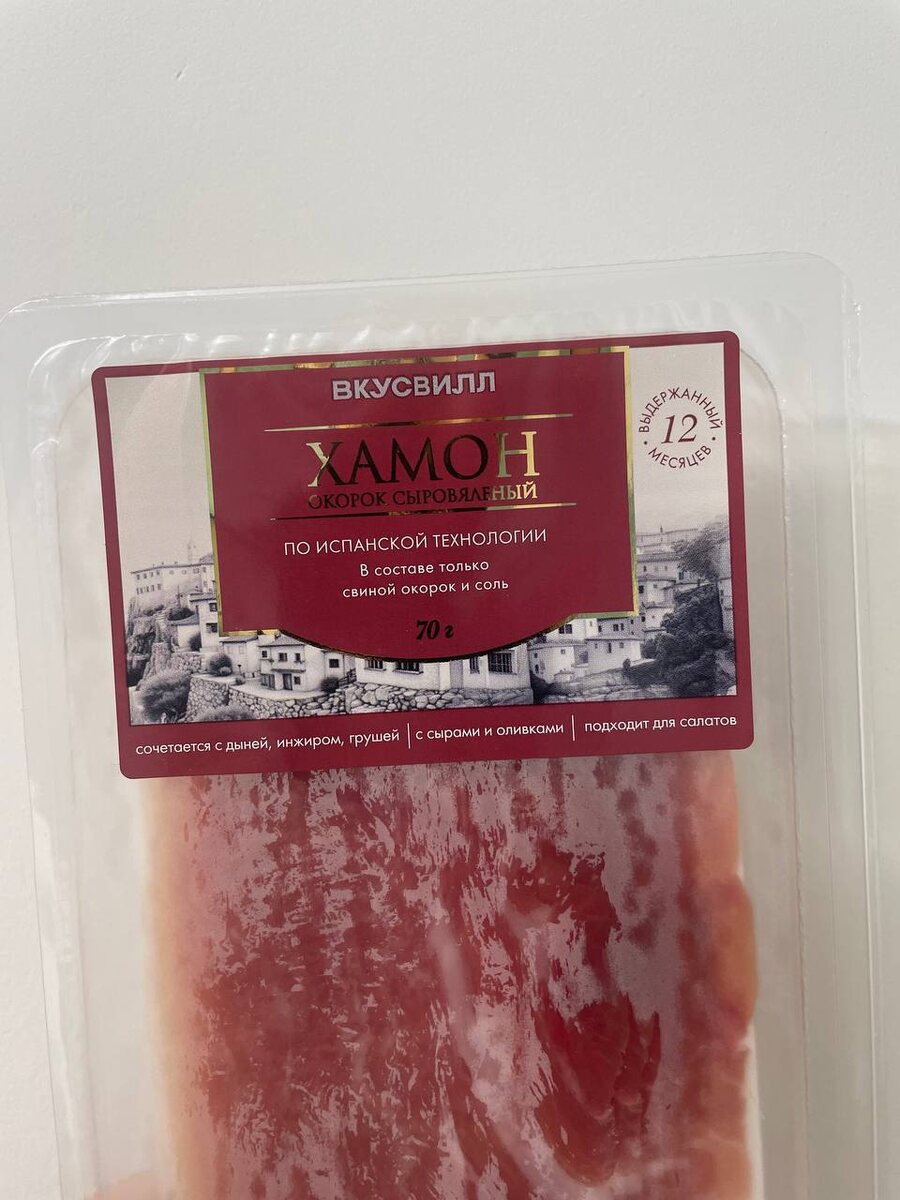 ВКУСВИЛЛ
ХАМОН
ОКОРОК СЫРОВЯЛЕНЫЙ
ПО ИСПАНСКОЙ ТЕХНОЛОГИИ
В составе только
свиной окорок и соль
70 г
ВЫДЕРЖАННЫЙ
12
МЕСЯЦЕВ
сочетается с дыней, инжиром, грушей | с сырами и оливками | подходит для салатов